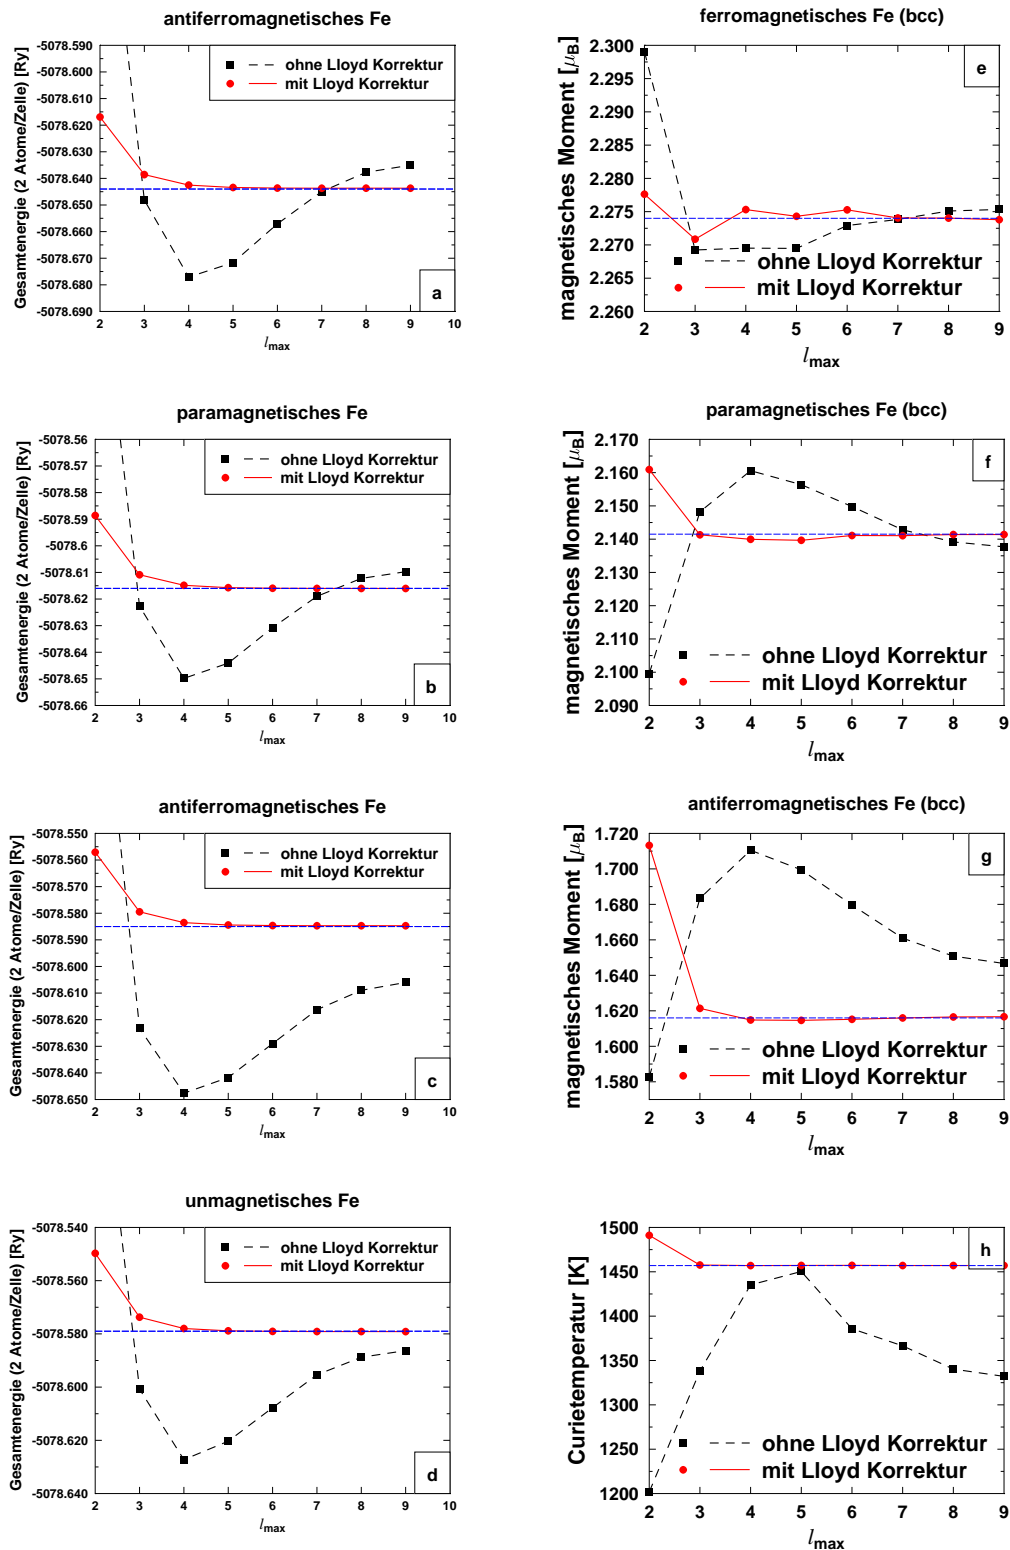 antiferromagnetisches Fe
Gesamtenergie (2 Atome/Zelle) [Ry]
-5078.590
-5078.600
-5078.610
-5078.620
-5078.630
-5078.640
-5078.650
-5078.660
-5078.670
-5078.680
-5078.690
ohne Lloyd Korrektur
mit Lloyd Korrektur
a
2 3 4 5 6 7 8 9 10
lmax
ferromagnetisches Fe (bcc)
magnetisches Moment [μB]
2.300
2.295
2.290
2.285
2.280
2.275
2.270
2.265
2.260
e
ohne Lloyd Korrektur
mit Lloyd Korrektur
2 3 4 5 6 7 8 9
lmax
paramagnetisches Fe
Gesamtenergie (2 Atome/Zelle) [Ry]
-5078.56
-5078.57
-5078.58
-5078.59
-5078.6
-5078.61
-5078.62
-5078.63
-5078.64
-5078.65
-5078.66
ohne Lloyd Korrektur
mit Lloyd Korrektur
b
2 3 4 5 6 7 8 9 10
lmax
paramagnetisches Fe (bcc)
magnetisches Moment [μB]
2.170
2.160
2.150
2.140
2.130
2.120
2.110
2.100
2.090
f
ohne Lloyd Korrektur
mit Lloyd Korrektur
2 3 4 5 6 7 8 9
lmax
antiferromagnetisches Fe
Gesamtenergie (2 Atome/Zelle) [Ry]
-5078.550
-5078.560
-5078.570
-5078.580
-5078.590
-5078.600
-5078.610
-5078.620
-5078.630
-5078.640
-5078.650
ohne Lloyd Korrektur
mit Lloyd Korrektur
c
2 3 4 5 6 7 8 9 10
lmax
antiferromagnetisches Fe (bcc)
magnetisches Moment [μB]
1.720
1.700
1.680
1.660
1.640
1.620
1.600
1.580
g
ohne Lloyd Korrektur
mit Lloyd Korrektur
2 3 4 5 6 7 8 9
lmax
unmagnetisches Fe
Gesamtenergie (2 Atome/Zelle) [Ry]
-5078.540
-5078.560
-5078.580
-5078.600
-5078.620
-5078.640
ohne Lloyd Korrektur
mit Lloyd Korrektur
d
2 3 4 5 6 7 8 9 10
lmax
Curietemperatur [K]
1500
1450
1400
1350
1300
1250
1200
h
ohne Lloyd Korrektur
mit Lloyd Korrektur
2 3 4 5 6 7 8 9
lmax